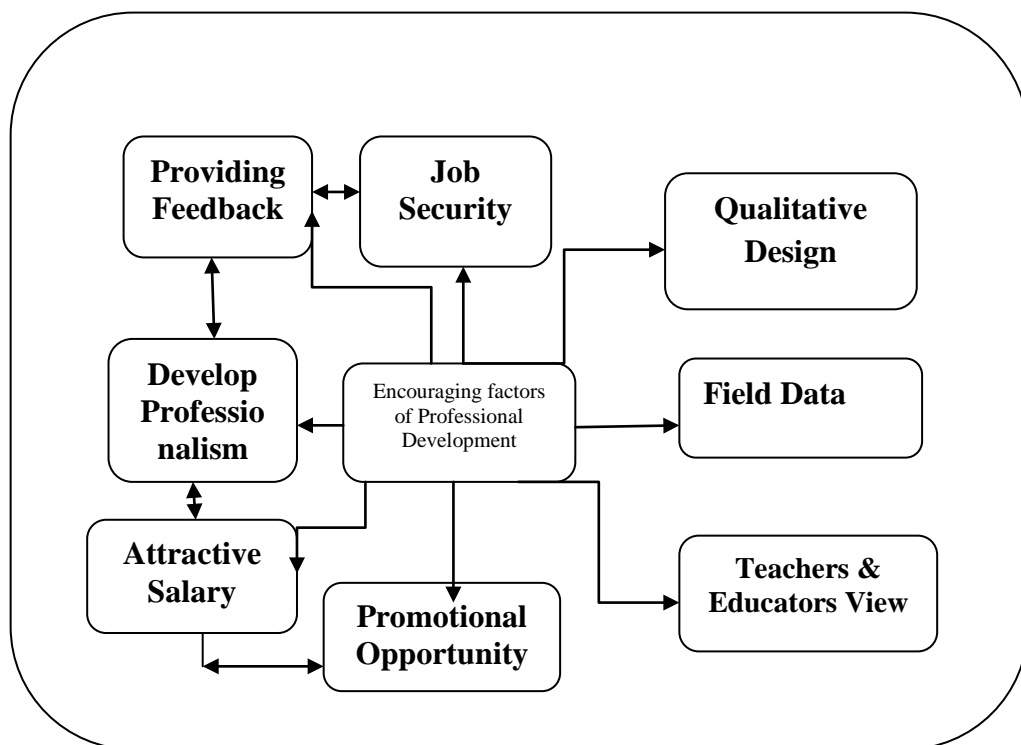 Providing
Feedback
Job
Security
Qualitative
Design
Develop
Professio
nalism
Encouraging factors
of Professional
Development
Field Data
Attractive
Salary
Promotional
Opportunity
Teachers &
Educators View